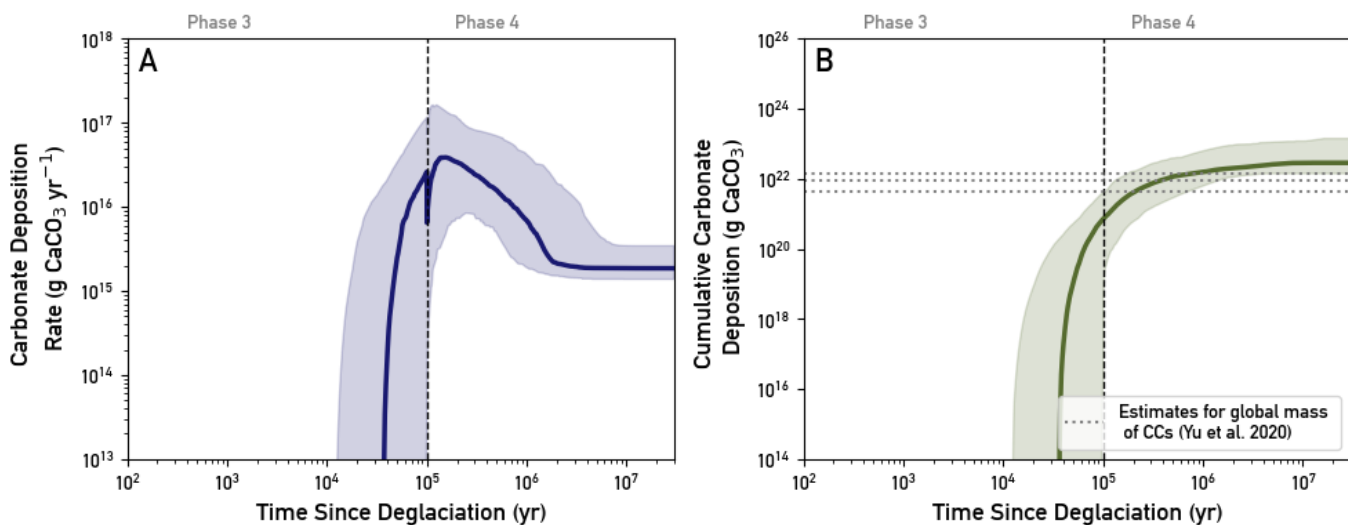 Phase 3 Phase 4
A
10^18
10^17
10^16
10^15
10^14
10^13
Carbonate Deposition
Rate (g CaCO₃ yr⁻¹)
10^2 10^3 10^4 10^5 10^6 10^7
Time Since Deglaciation (yr)
Phase 3 Phase 4
B
10^26
10^24
10^22
10^20
10^18
10^16
10^14
Cumulative Carbonate
Deposition (g CaCO₃)
Estimates for global mass
of CCs (Yu et al. 2020)
10^2 10^3 10^4 10^5 10^6 10^7
Time Since Deglaciation (yr)